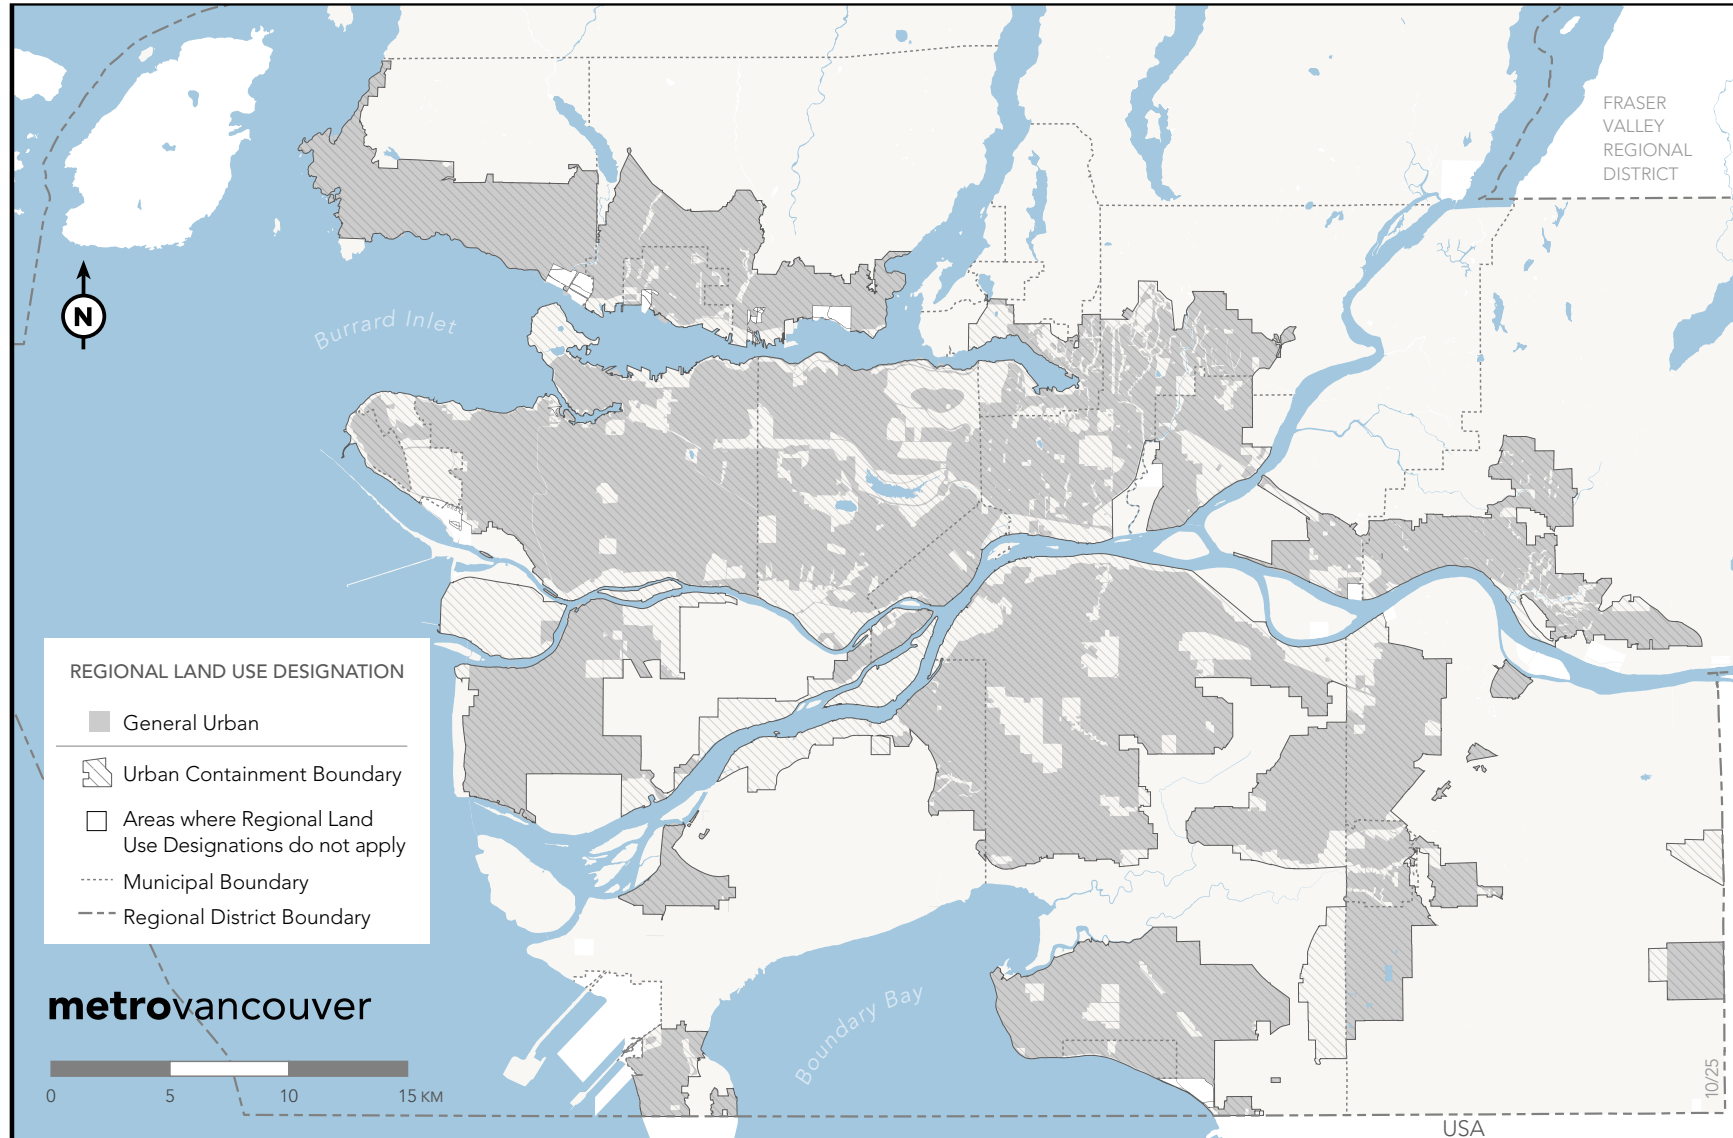 FRASER
VALLEY
REGIONAL
DISTRICT
N
Burrard Inlet
REGIONAL LAND USE DESIGNATION
General Urban
Urban Containment Boundary
Areas where Regional Land
Use Designations do not apply
Municipal Boundary
Regional District Boundary
metrovancouver
Boundary Bay
0 5 10 15 KM
10/25
USA